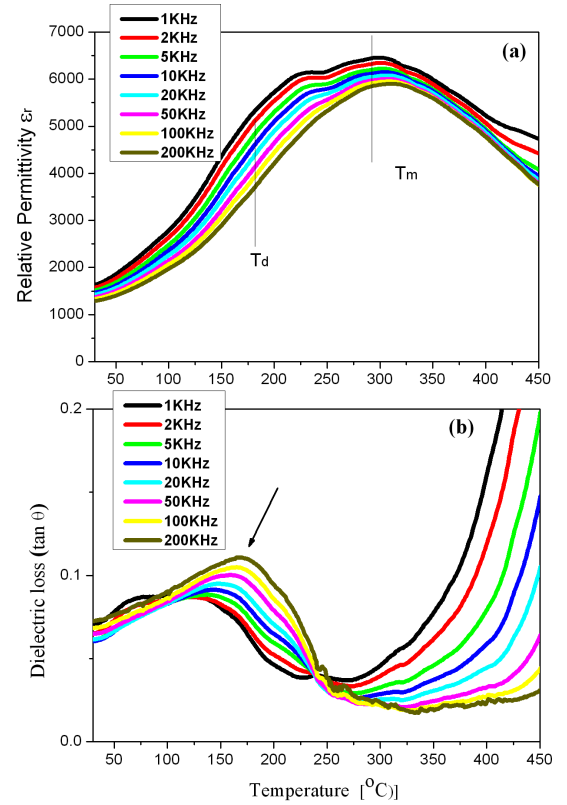 (a)
1KHz
2KHz
5KHz
10KHz
20KHz
50KHz
100KHz
200KHz
Relative Permittivity εr
7000
6000
5000
4000
3000
2000
1000
0
Td
Tm
50 100 150 200 250 300 350 400 450
(b)
1KHz
2KHz
5KHz
10KHz
20KHz
50KHz
100KHz
200KHz
Dielectric loss (tan θ)
0.2
0.1
0.0
50 100 150 200 250 300 350 400 450
Temperature [°C)]